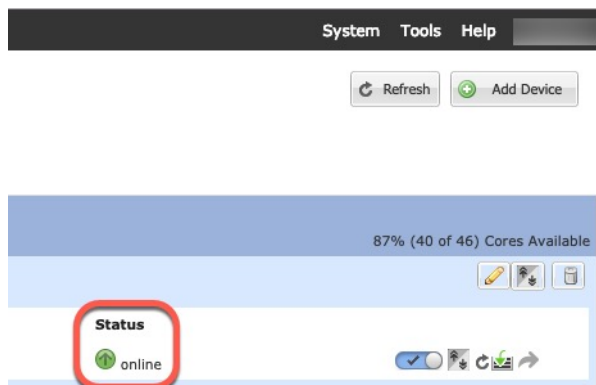 System Tools Help
Refresh Add Device
87% (40 of 46) Cores Available
Status
online